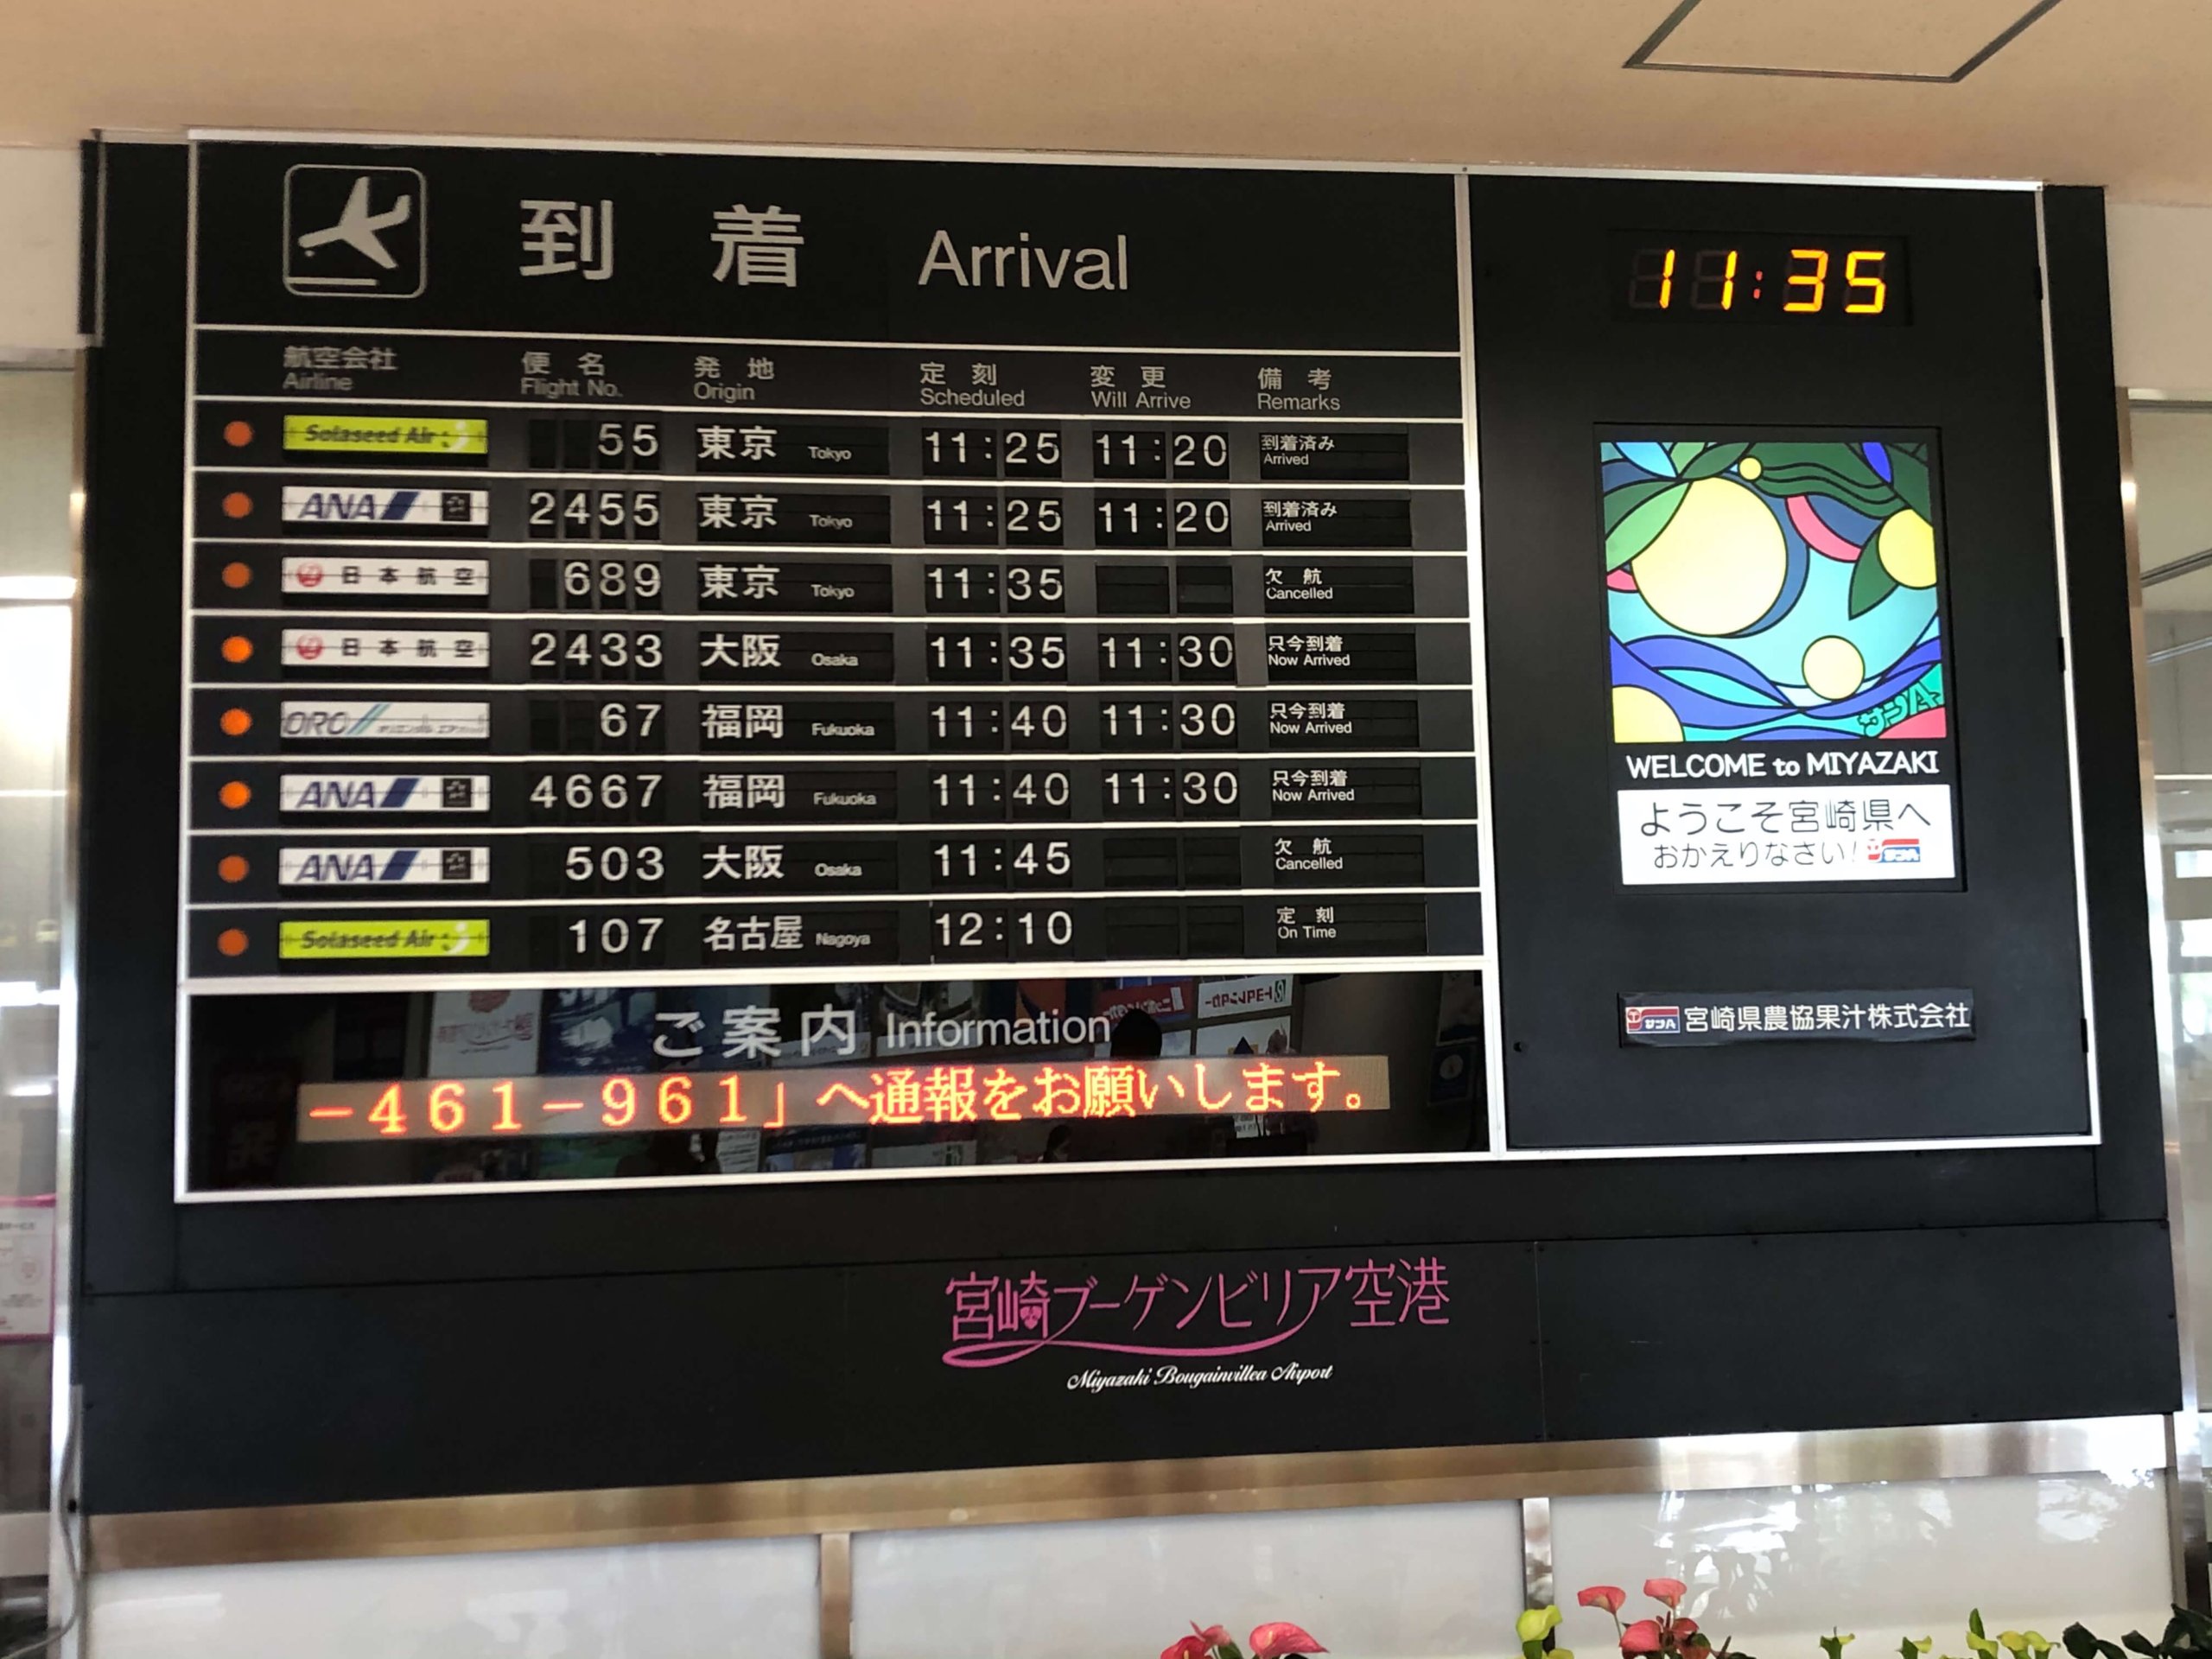 到着 Arrival
航空会社 便名 発地 定刻 変更 備考
Airline Flight No. Origin Scheduled Will Arrive Remarks
Solaseed Air 55 東京 Tokyo 11:25 11:20 到着済み Arrived
ANA 2455 東京 Tokyo 11:25 11:20 到着済み Arrived
日本航空 689 東京 Tokyo 11:35 欠航 Cancelled
日本航空 2433 大阪 Osaka 11:35 11:30 只今到着 Now Arrived
ORC 67 福岡 Fukuoka 11:40 11:30 只今到着 Now Arrived
ANA 4667 福岡 Fukuoka 11:40 11:30 只今到着 Now Arrived
ANA 503 大阪 Osaka 11:45 欠航 Cancelled
Solaseed Air 107 名古屋 Nagoya 12:10 定刻 On Time
ご案内 Information
－461－961」へ通報をお願いします。
11:35
サンA
WELCOME to MIYAZAKI
ようこそ宮崎県へ
おかえりなさい! サンA
サンA 宮崎県農協果汁株式会社
宮崎ブーゲンビリア空港
Miyazaki Bougainvillea Airport